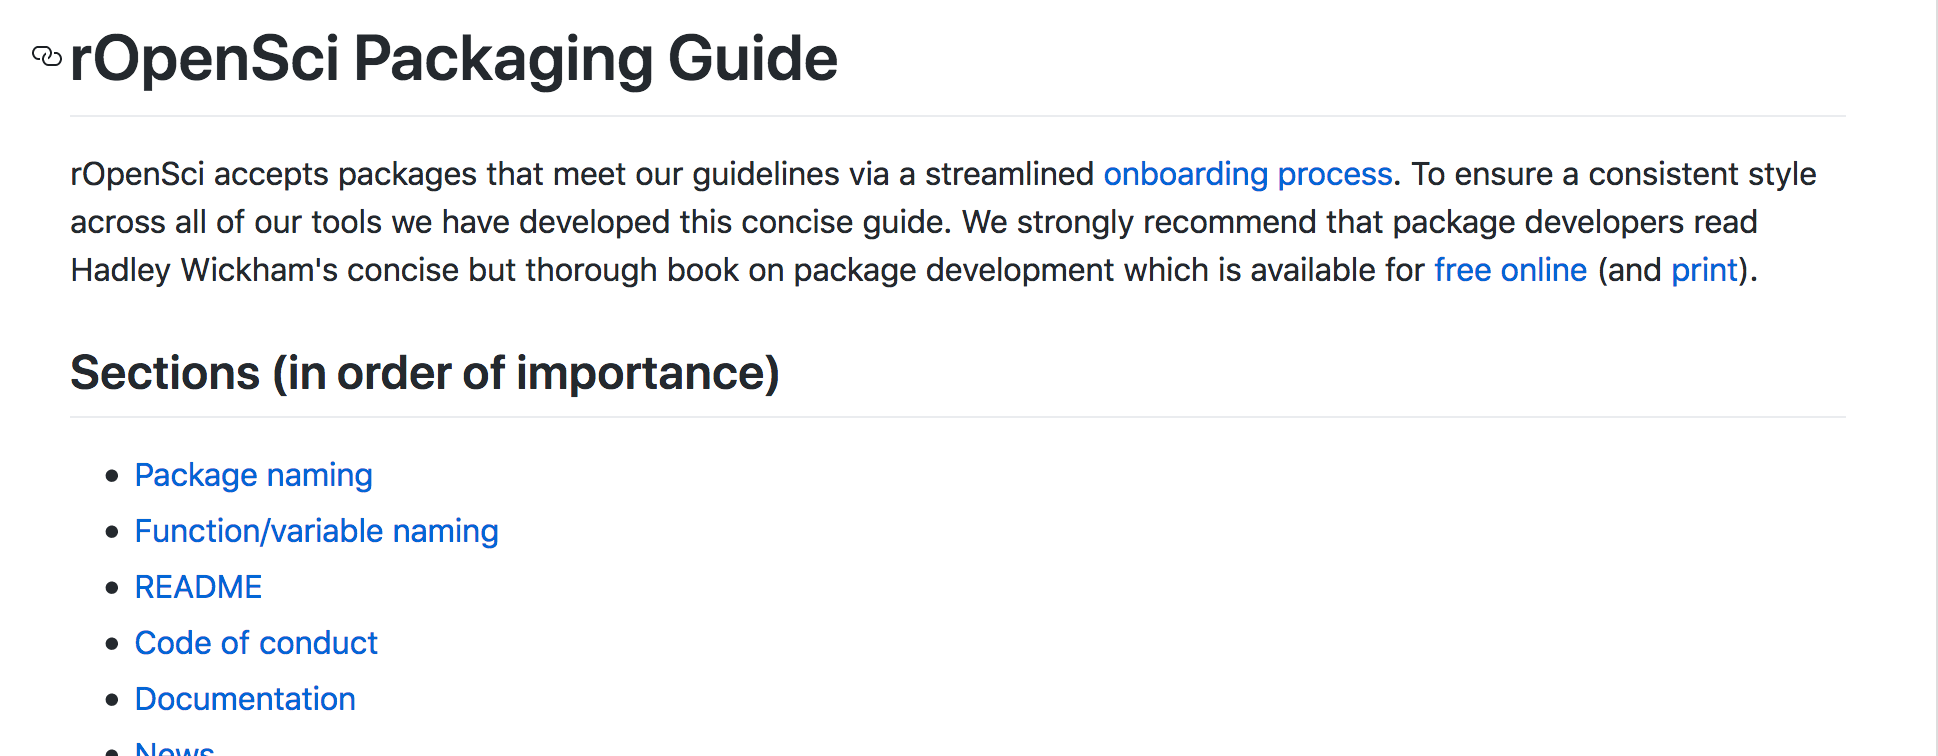 rOpenSci Packaging Guide
rOpenSci accepts packages that meet our guidelines via a streamlined onboarding process. To ensure a consistent style
across all of our tools we have developed this concise guide. We strongly recommend that package developers read
Hadley Wickham's concise but thorough book on package development which is available for free online (and print).
Sections (in order of importance)
• Package naming
• Function/variable naming
• README
• Code of conduct
• Documentation
• News